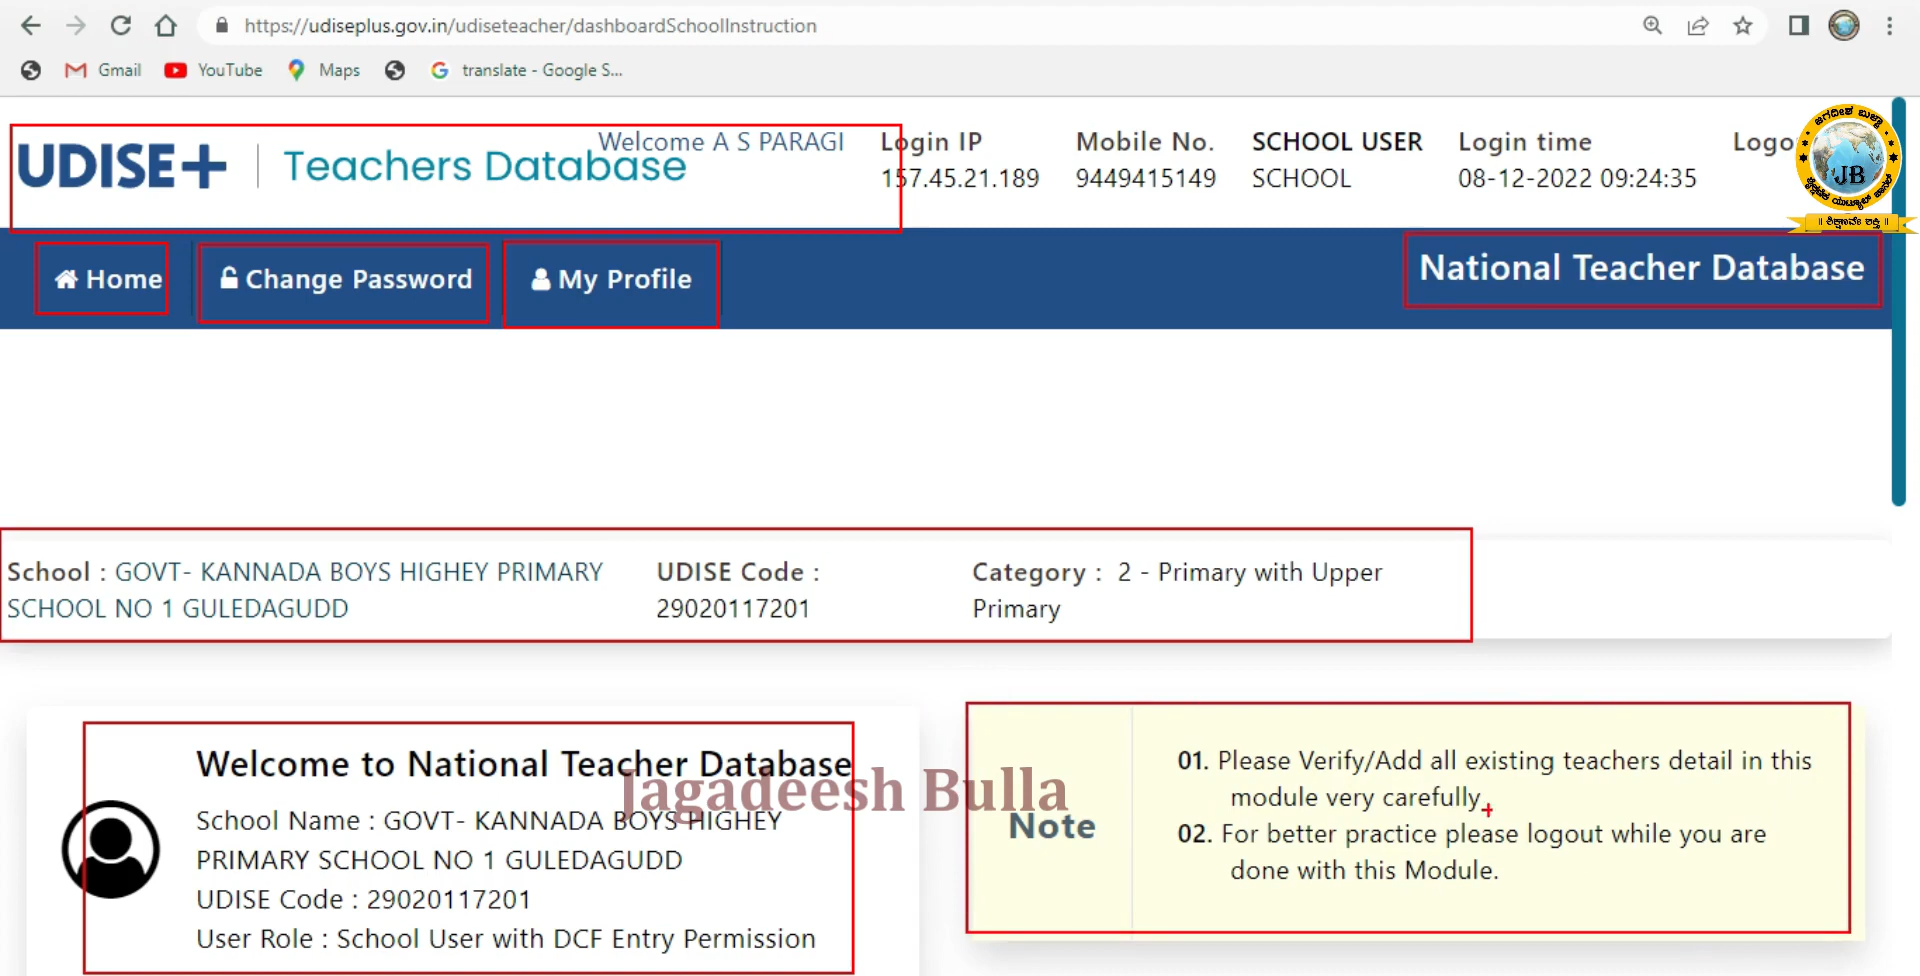 https://udiseplus.gov.in/udiseteacher/dashboardSchoolInstruction
Gmail YouTube Maps translate - Google S...
UDISE+ Teachers Database
Welcome A S PARAGI
Login IP
157.45.21.189
Mobile No.
9449415149
SCHOOL USER
SCHOOL
Login time
08-12-2022 09:24:35
Logo
JB
Home Change Password My Profile National Teacher Database
School : GOVT- KANNADA BOYS HIGHEY PRIMARY
SCHOOL NO 1 GULEDAGUDD
UDISE Code :
29020117201
Category : 2 - Primary with Upper
Primary
Welcome to National Teacher Database
School Name : GOVT- KANNADA BOYS HIGHEY
PRIMARY SCHOOL NO 1 GULEDAGUDD
UDISE Code : 29020117201
User Role : School User with DCF Entry Permission
Jagadeesh Bulla
Note
01. Please Verify/Add all existing teachers detail in this
module very carefully.
02. For better practice please logout while you are
done with this Module.